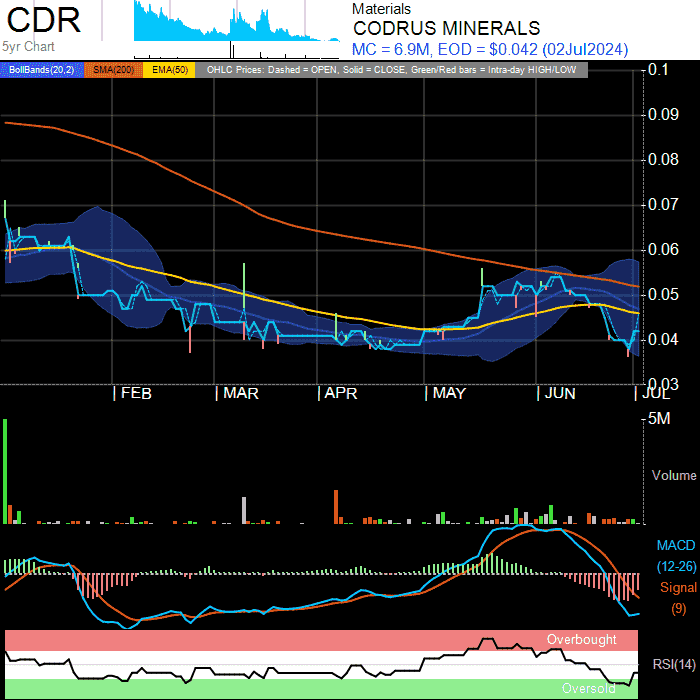 CDR
5yr Chart
Materials
CODRUS MINERALS
MC = 6.9M, EOD = $0.042 (02Jul2024)
BollBands(20,2) SMA(200) EMA(50) OHLC Prices: Dashed = OPEN, Solid = CLOSE, Green/Red bars = Intra-day HIGH/LOW
0.1
0.09
0.08
0.07
0.06
0.05
0.04
0.03
FEB MAR APR MAY JUN JUL
5M
Volume
MACD
(12-26)
Signal
(9)
Overbought
RSI(14)
Oversold